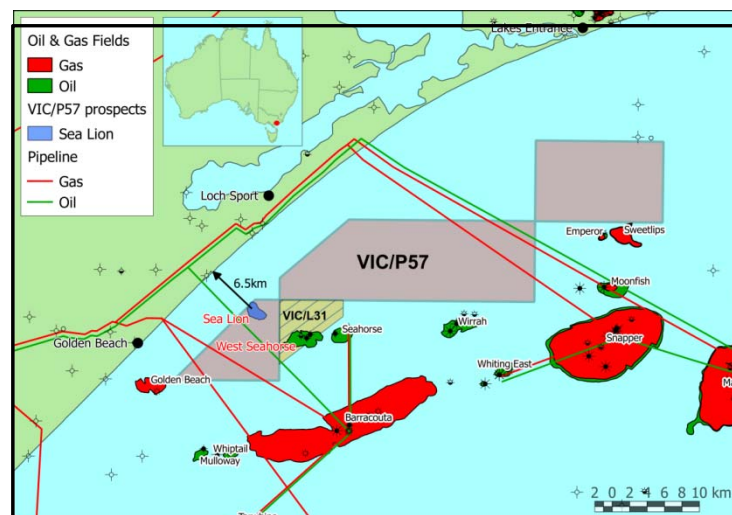 Oil & Gas Fields
Gas
Oil
VIC/P57 prospects
Sea Lion
Pipeline
Gas
Oil
Lakes Entrance
Loch Sport
Emperor
Sweetlips
VIC/P57
6.5km
Moonfish
Sea Lion
VIC/L31
Wirrah
Seahorse
West Seahorse
Snapper
Golden Beach
Whiting East
Golden Beach
Barracouta
Whiptail
Mulloway
2 0 2 4 6 8 10 km